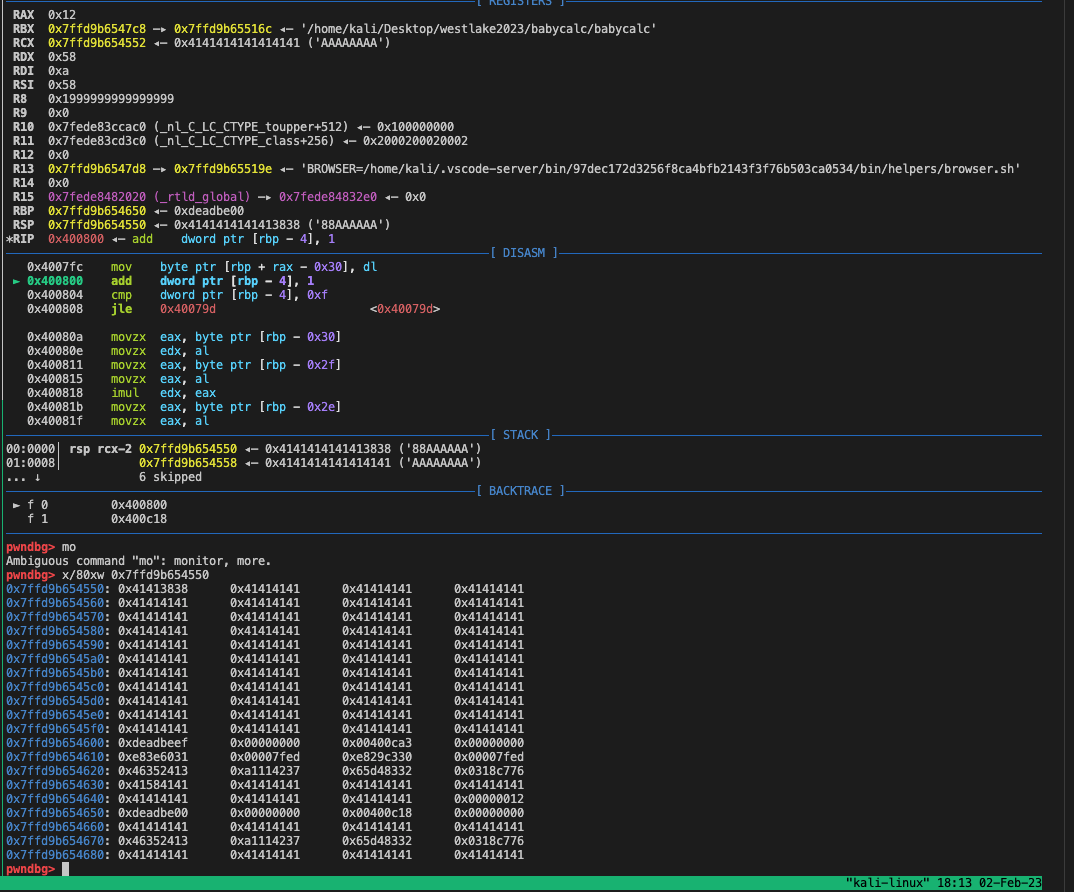 [ REGISTERS ]
RAX 0x12
RBX 0x7ffd9b6547c8 —▸ 0x7ffd9b65516c ◂— '/home/kali/Desktop/westlake2023/babycalc/babycalc'
RCX 0x7ffd9b654552 ◂— 0x4141414141414141 ('AAAAAAAA')
RDX 0x58
RDI 0xa
RSI 0x58
R8 0x1999999999999999
R9 0x0
R10 0x7fede83ccac0 (_nl_C_LC_CTYPE_toupper+512) ◂— 0x100000000
R11 0x7fede83cd3c0 (_nl_C_LC_CTYPE_class+256) ◂— 0x2000200020002
R12 0x0
R13 0x7ffd9b6547d8 —▸ 0x7ffd9b65519e ◂— 'BROWSER=/home/kali/.vscode-server/bin/97dec172d3256f8ca4bfb2143f3f76b503ca0534/bin/helpers/browser.sh'
R14 0x0
R15 0x7fede8482020 (_rtld_global) —▸ 0x7fede84832e0 ◂— 0x0
RBP 0x7ffd9b654650 ◂— 0xdeadbe00
RSP 0x7ffd9b654550 ◂— 0x4141414141413838 ('88AAAAAA')
*RIP 0x400800 ◂— add dword ptr [rbp - 4], 1
[ DISASM ]
0x4007fc mov byte ptr [rbp + rax - 0x30], dl
► 0x400800 add dword ptr [rbp - 4], 1
0x400804 cmp dword ptr [rbp - 4], 0xf
0x400808 jle 0x40079d <0x40079d>
0x40080a movzx eax, byte ptr [rbp - 0x30]
0x40080e movzx edx, al
0x400811 movzx eax, byte ptr [rbp - 0x2f]
0x400815 movzx eax, al
0x400818 imul edx, eax
0x40081b movzx eax, byte ptr [rbp - 0x2e]
0x40081f movzx eax, al
[ STACK ]
00:0000│ rsp rcx-2 0x7ffd9b654550 ◂— 0x4141414141413838 ('88AAAAAA')
01:0008│ 0x7ffd9b654558 ◂— 0x4141414141414141 ('AAAAAAAA')
... ↓ 6 skipped
[ BACKTRACE ]
► f 0 0x400800
f 1 0x400c18
pwndbg> mo
Ambiguous command "mo": monitor, more.
pwndbg> x/80xw 0x7ffd9b654550
0x7ffd9b654550: 0x41413838 0x41414141 0x41414141 0x41414141
0x7ffd9b654560: 0x41414141 0x41414141 0x41414141 0x41414141
0x7ffd9b654570: 0x41414141 0x41414141 0x41414141 0x41414141
0x7ffd9b654580: 0x41414141 0x41414141 0x41414141 0x41414141
0x7ffd9b654590: 0x41414141 0x41414141 0x41414141 0x41414141
0x7ffd9b6545a0: 0x41414141 0x41414141 0x41414141 0x41414141
0x7ffd9b6545b0: 0x41414141 0x41414141 0x41414141 0x41414141
0x7ffd9b6545c0: 0x41414141 0x41414141 0x41414141 0x41414141
0x7ffd9b6545d0: 0x41414141 0x41414141 0x41414141 0x41414141
0x7ffd9b6545e0: 0x41414141 0x41414141 0x41414141 0x41414141
0x7ffd9b6545f0: 0x41414141 0x41414141 0x41414141 0x41414141
0x7ffd9b654600: 0xdeadbeef 0x00000000 0x00400ca3 0x00000000
0x7ffd9b654610: 0xe83e6031 0x00007fed 0xe829c330 0x00007fed
0x7ffd9b654620: 0x46352413 0xa1114237 0x65d48332 0x0318c776
0x7ffd9b654630: 0x41584141 0x41414141 0x41414141 0x41414141
0x7ffd9b654640: 0x41414141 0x41414141 0x41414141 0x00000012
0x7ffd9b654650: 0xdeadbe00 0x00000000 0x00400c18 0x00000000
0x7ffd9b654660: 0x41414141 0x41414141 0x41414141 0x41414141
0x7ffd9b654670: 0x46352413 0xa1114237 0x65d48332 0x0318c776
0x7ffd9b654680: 0x41414141 0x41414141 0x41414141 0x41414141
pwndbg>
"kali-linux" 18:13 02-Feb-23